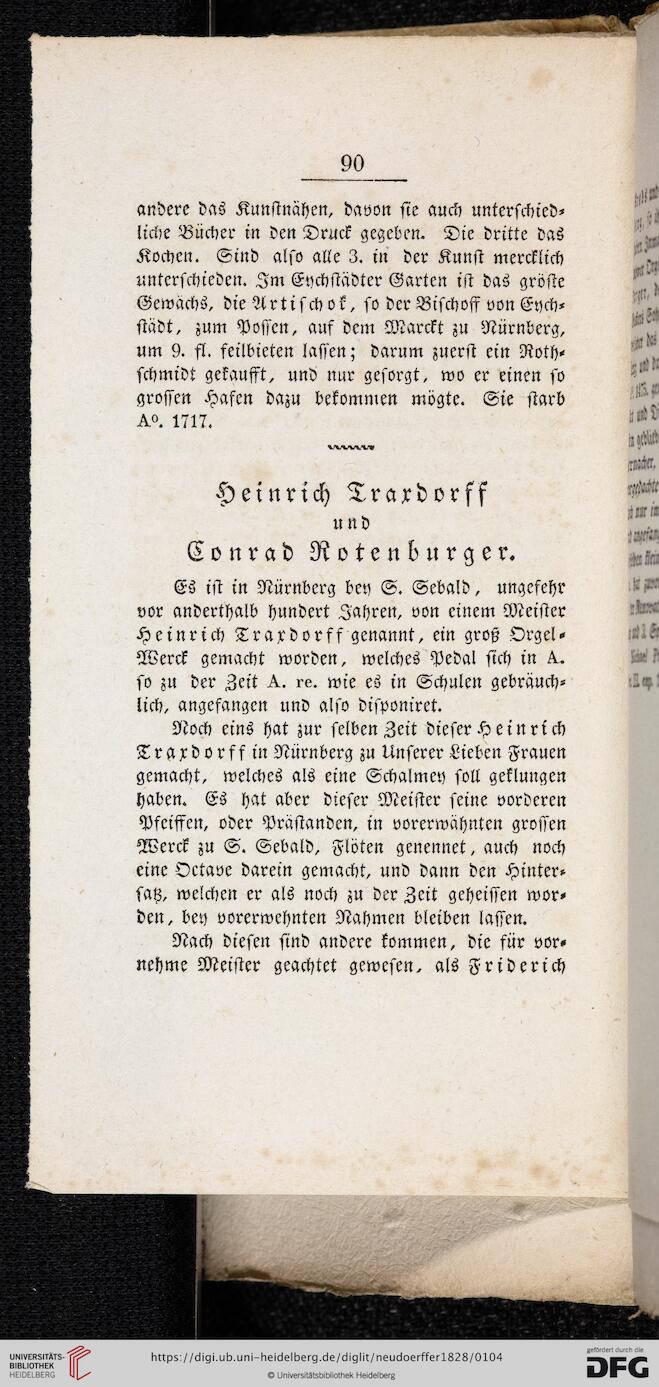 90
andere das Kunstnähen, davon sie auch unterschied-
liche Bücher in den Druck gegeben. Die dritte das
Kochen. Sind also alle 3. in der Kunst mercklich
unterschieden. Im Eychstädter Garten ist das gröste
Gewächs, die Artischok, so der Bischoff von Eych-
städt, zum Possen, auf dem Marckt zu Nürnberg,
um 9. fl. feilbieten lassen; darum zuerst ein Roth-
schmidt gekaufft, und nur gesorgt, wo er einen so
grossen Hafen dazu bekommen mögte. Sie starb
Aº. 1717.
Heinrich Traxdorff
und
Conrad Rotenburger.
Es ist in Nürnberg bey S. Sebald, ungefehr
vor anderthalb hundert Jahren, von einem Meister
Heinrich Traxdorff genannt, ein groß Orgel-
Werck gemacht worden, welches Pedal sich in A.
so zu der Zeit A. re. wie es in Schulen gebräuch-
lich, angefangen und also disponiret.
Noch eins hat zur selben Zeit dieser Heinrich
Traxdorff in Nürnberg zu Unserer Lieben Frauen
gemacht, welches als eine Schalmey soll geklungen
haben. Es hat aber dieser Meister seine vorderen
Pfeiffen, oder Prästanden, in vorerwähnten grossen
Werck zu S. Sebald, Flöten genennet, auch noch
eine Octave darein gemacht, und dann den Hinter-
satz, welchen er als noch zu der Zeit geheissen wor-
den, bey vorerwehnten Nahmen bleiben lassen.
Nach diesen sind andere kommen, die für vor-
nehme Meister geachtet gewesen, als Friderich
UNIVERSITÄTS-
BIBLIOTHEK
HEIDELBERG
https://digi.ub.uni-heidelberg.de/diglit/neudoerffer1828/0104
© Universitätsbibliothek Heidelberg
gefördert durch die
DFG